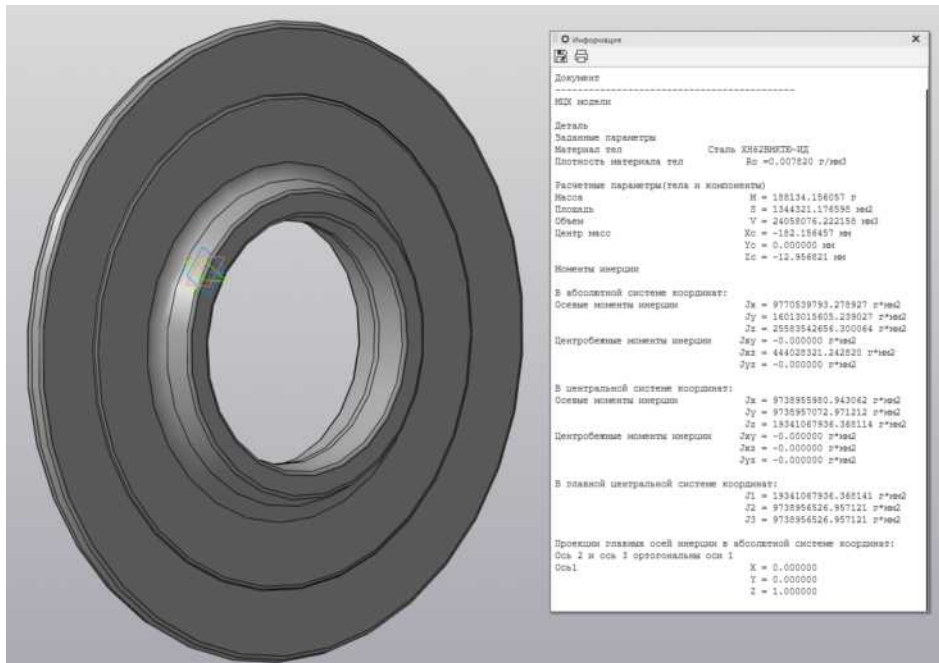 Информация
Документ
--------------------------------------------
МЦХ модели
Деталь
Заданные параметры
Материал тел Сталь ХН62ВМКТЮ-ИД
Плотность материала тел Ro =0.007820 г/мм3
Расчетные параметры(тела и компоненты)
Масса M = 188134.156057 г
Площадь S = 1344321.176598 мм2
Объем V = 24058076.222158 мм3
Центр масс Xc = -182.156457 мм
Yc = 0.000000 мм
Zc = -12.956821 мм
Моменты инерции
В абсолютной системе координат:
Осевые моменты инерции Jx = 9770539793.278927 г*мм2
Jy = 16013015605.239027 г*мм2
Jz = 25583542656.300064 г*мм2
Центробежные моменты инерции Jxy = -0.000000 г*мм2
Jxz = 444028321.242820 г*мм2
Jyz = -0.000000 г*мм2
В центральной системе координат:
Осевые моменты инерции Jx = 9738955980.943062 г*мм2
Jy = 9738957072.971212 г*мм2
Jz = 19341067936.368114 г*мм2
Центробежные моменты инерции Jxy = -0.000000 г*мм2
Jxz = -0.000000 г*мм2
Jyz = -0.000000 г*мм2
В главной центральной системе координат:
J1 = 19341067936.368141 г*мм2
J2 = 9738956526.957121 г*мм2
J3 = 9738956526.957121 г*мм2
Проекции главных осей инерции в абсолютной системе координат:
Ось 2 и ось 3 ортогональны оси 1
Ось1 X = 0.000000
Y = 0.000000
Z = 1.000000